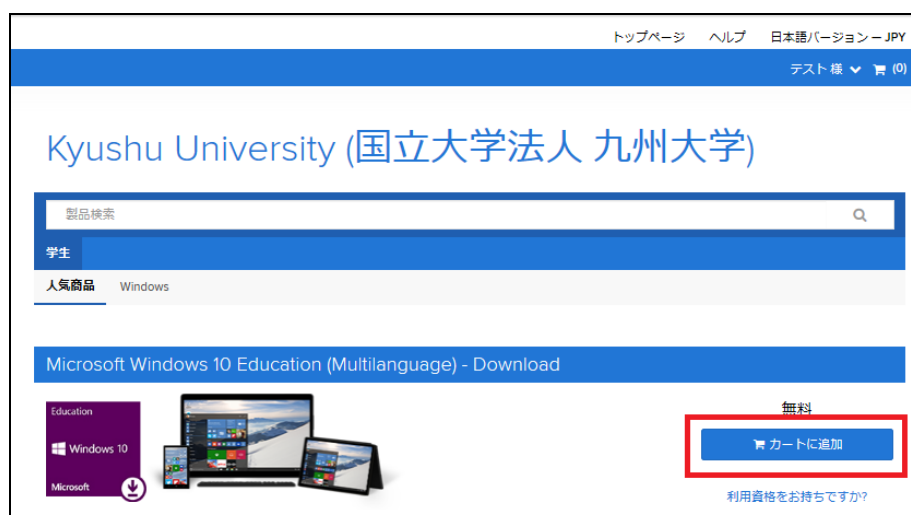 トップページ ヘルプ 日本語バージョン – JPY
テスト 様 (0)
Kyushu University (国立大学法人 九州大学)
製品検索
学生
人気商品 Windows
Microsoft Windows 10 Education (Multilanguage) - Download
Education
Windows 10
Microsoft
無料
カートに追加
利用資格をお持ちですか?